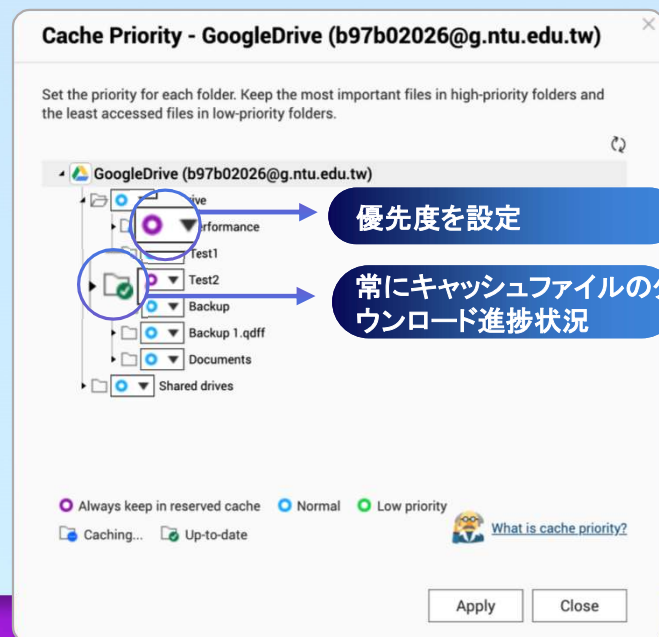 Cache Priority - GoogleDrive (b97b02026@g.ntu.edu.tw)
Set the priority for each folder. Keep the most important files in high-priority folders and
the least accessed files in low-priority folders.
GoogleDrive (b97b02026@g.ntu.edu.tw)
優先度を設定
Test1
Test2
常にキャッシュファイルのダ
ウンロード進捗状況
Backup
Backup 1.qdff
Documents
Shared drives
Always keep in reserved cache
Normal
Low priority
Caching...
Up-to-date
What is cache priority?
Apply
Close